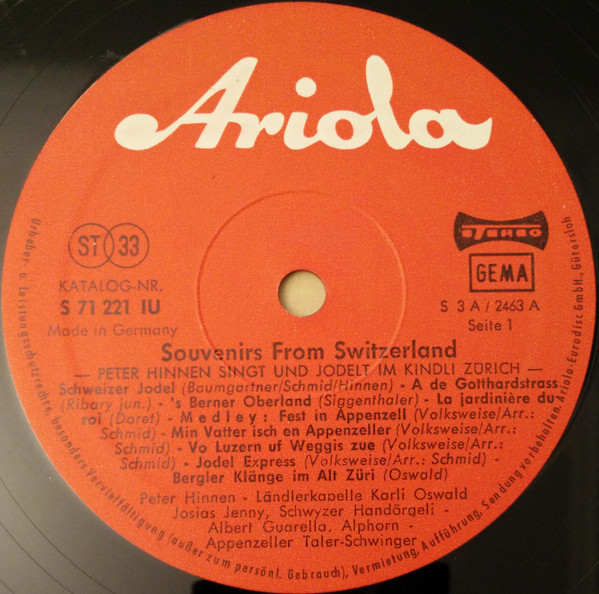 Ariola
ST 33
STEREO
GEMA
KATALOG-NR.
S 71 221 IU
Made in Germany
S 3 A / 2463 A
Seite 1
Souvenirs From Switzerland
— PETER HINNEN SINGT UND JODELT IM KINDLI ZÜRICH —
Schweizer Jodel (Baumgartner/Schmid/Hinnen) - A de Gotthardstrass
(Ribary jun.) - 's Berner Oberland (Siggenthaler) - La jardinière du
roi (Doret) - Medley: Fest in Appenzell (Volksweise/Arr.:
Schmid) - Min Vatter isch en Appenzeller (Volksweise/Arr.:
Schmid) - Vo Luzern uf Weggis zue (Volksweise/Arr.:
Schmid) - Jodel Express (Volksweise/Arr.: Schmid) -
Bergler Klänge im Alt Züri (Oswald)
Peter Hinnen - Ländlerkapelle Karli Oswald
Josias Jenny, Schwyzer Handörgeli -
Albert Guarella, Alphorn -
Appenzeller Taler-Schwinger
Urheber- u. Leistungsschutzrechte, besonders Vervielfältigung (außer zum persönl. Gebrauch), Vermietung, Aufführung, Sendung vorbehalten. Ariola-Eurodisc GmbH., Gütersloh